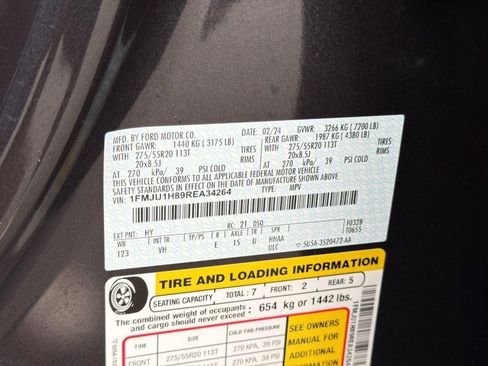 MFD. BY FORD MOTOR CO.
DATE: 02/24 GVWR: 3266 KG ( 7200 LB)
FRONT GAWR: 1440 KG ( 3175 LB) REAR GAWR: 1987 KG ( 4380 LB)
WITH 275/55R20 113T TIRES WITH 275/55R20 113T TIRES
20x8.5J RIMS 20x8.5J RIMS
AT 270 kPa/ 39 PSI COLD AT 270 kPa/ 39 PSI COLD
THIS VEHICLE CONFORMS TO ALL APPLICABLE FEDERAL MOTOR VEHICLE
SAFETY STANDARDS IN EFFECT ON THE DATE OF MANUFACTURE SHOWN ABOVE.
VIN: 1FMJU1H89REA34264 TYPE: MPV
EXT PNT: HY RC: 21 DSO: 050 F0328
WB INT TR TP/PS R AXLE TR SPR T0655
123 VH E 15 U HHAA
ULC 5U5A-3520472-AA
TIRE AND LOADING INFORMATION
SEATING CAPACITY TOTAL: 7 FRONT: 2 REAR: 5
The combined weight of occupants and cargo should never exceed 654 kg or 1442 lbs.
TIRE SIZE COLD TIRE PRESSURE
FRONT 275/55R20 113T 270 KPA, 39 PSI
SEE OWNERS
MANUAL FOR
ADDITIONAL